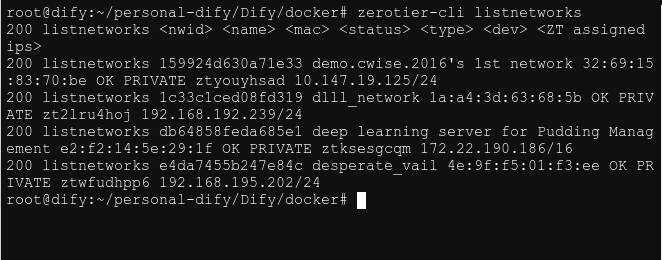 root@dify:~/personal-dify/Dify/docker# zerotier-cli listnetworks
200 listnetworks <nwid> <name> <mac> <status> <type> <dev> <ZT assigned
ips>
200 listnetworks 159924d630a71e33 demo.cwise.2016's 1st network 32:69:15
:83:70:be OK PRIVATE ztyouyhsad 10.147.19.125/24
200 listnetworks 1c33c1ced08fd319 dlll_network 1a:a4:3d:63:68:5b OK PRIV
ATE zt2lru4hoj 192.168.192.239/24
200 listnetworks db64858feda685e1 deep learning server for Pudding Manag
ement e2:f2:14:5e:29:1f OK PRIVATE ztksesgcqm 172.22.190.186/16
200 listnetworks e4da7455b247e84c desperate_vail 4e:9f:f5:01:f3:ee OK PR
IVATE ztwfudhpp6 192.168.195.202/24
root@dify:~/personal-dify/Dify/docker#